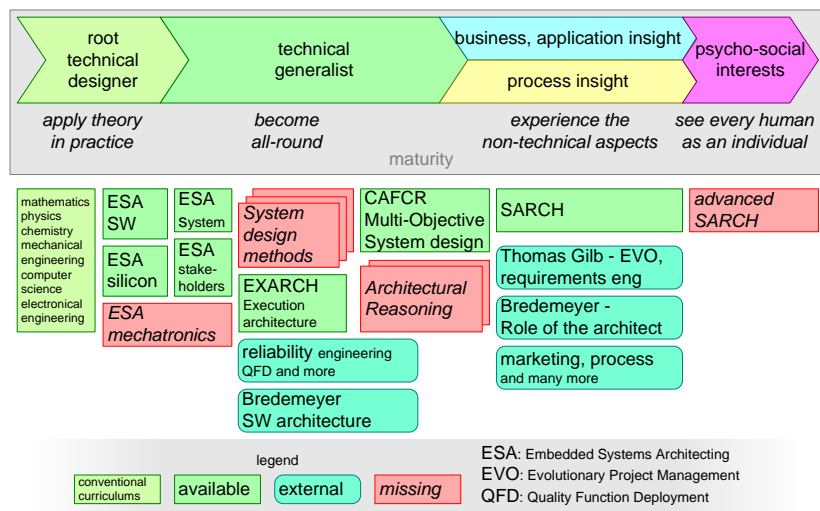 root
technical
designer
technical
generalist
business, application insight
process insight
psycho-social
interests
apply theory
in practice
become
all-round
experience the
non-technical aspects
see every human
as an individual
maturity
mathematics
physics
chemistry
mechanical
engineering
computer
science
electronical
engineering
ESA
SW
ESA
silicon
ESA
mechatronics
ESA
System
ESA
stake-
holders
System
design
methods
EXARCH
Execution
architecture
reliability engineering
QFD and more
Bredemeyer
SW architecture
CAFCR
Multi-Objective
System design
Architectural
Reasoning
SARCH
Thomas Gilb - EVO,
requirements eng
Bredemeyer -
Role of the architect
marketing, process
and many more
advanced
SARCH
legend
conventional
curriculums
available
external
missing
ESA: Embedded Systems Architecting
EVO: Evolutionary Project Management
QFD: Quality Function Deployment